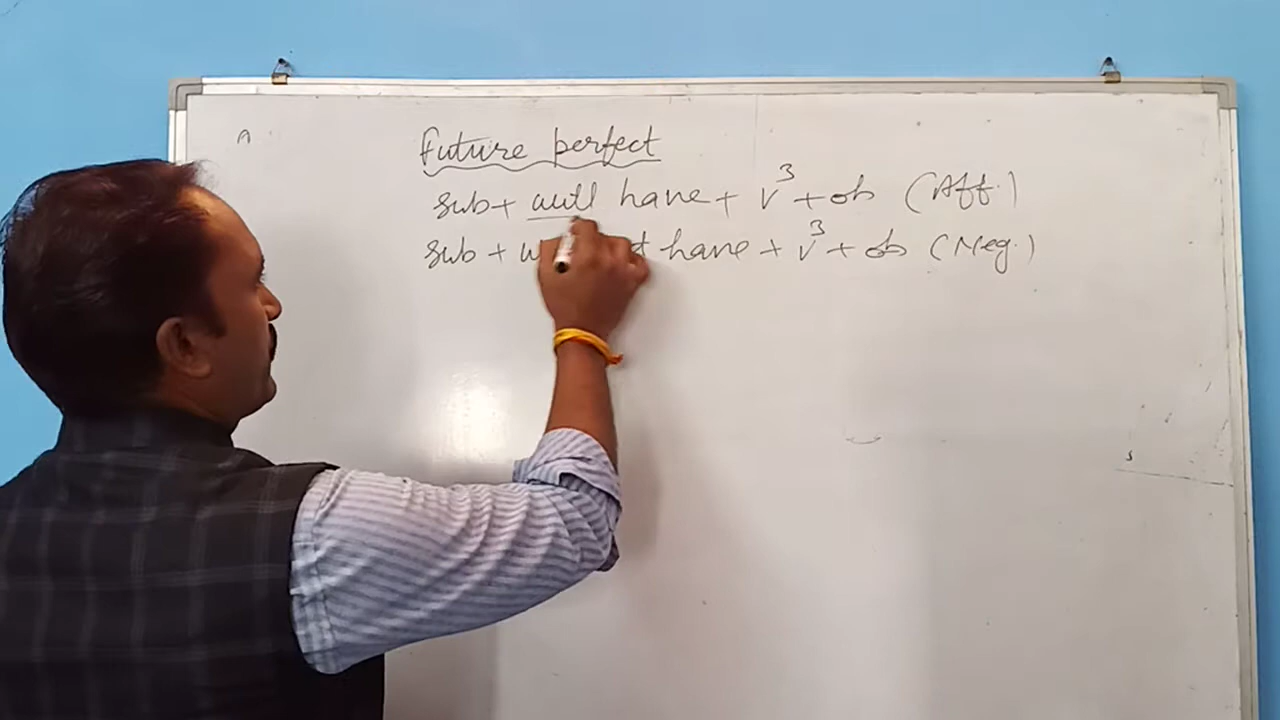 Future perfect
sub + will have + V³ + ob (Aff.)
sub + have + V³ + ob (Neg.)